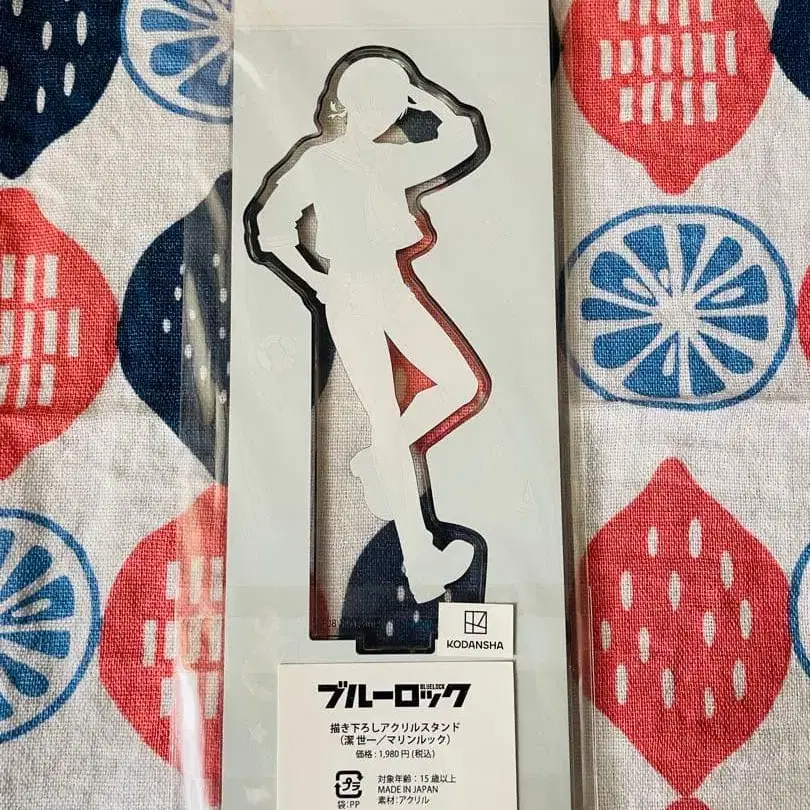 KODANSHA
ブルーロック
BLUELOCK
描き下ろしアクリルスタンド
(潔 世一／マリンルック)
価格：1,980円(税込)
プラ
袋：PP
対象年齢：15歳以上
MADE IN JAPAN
素材：アクリル